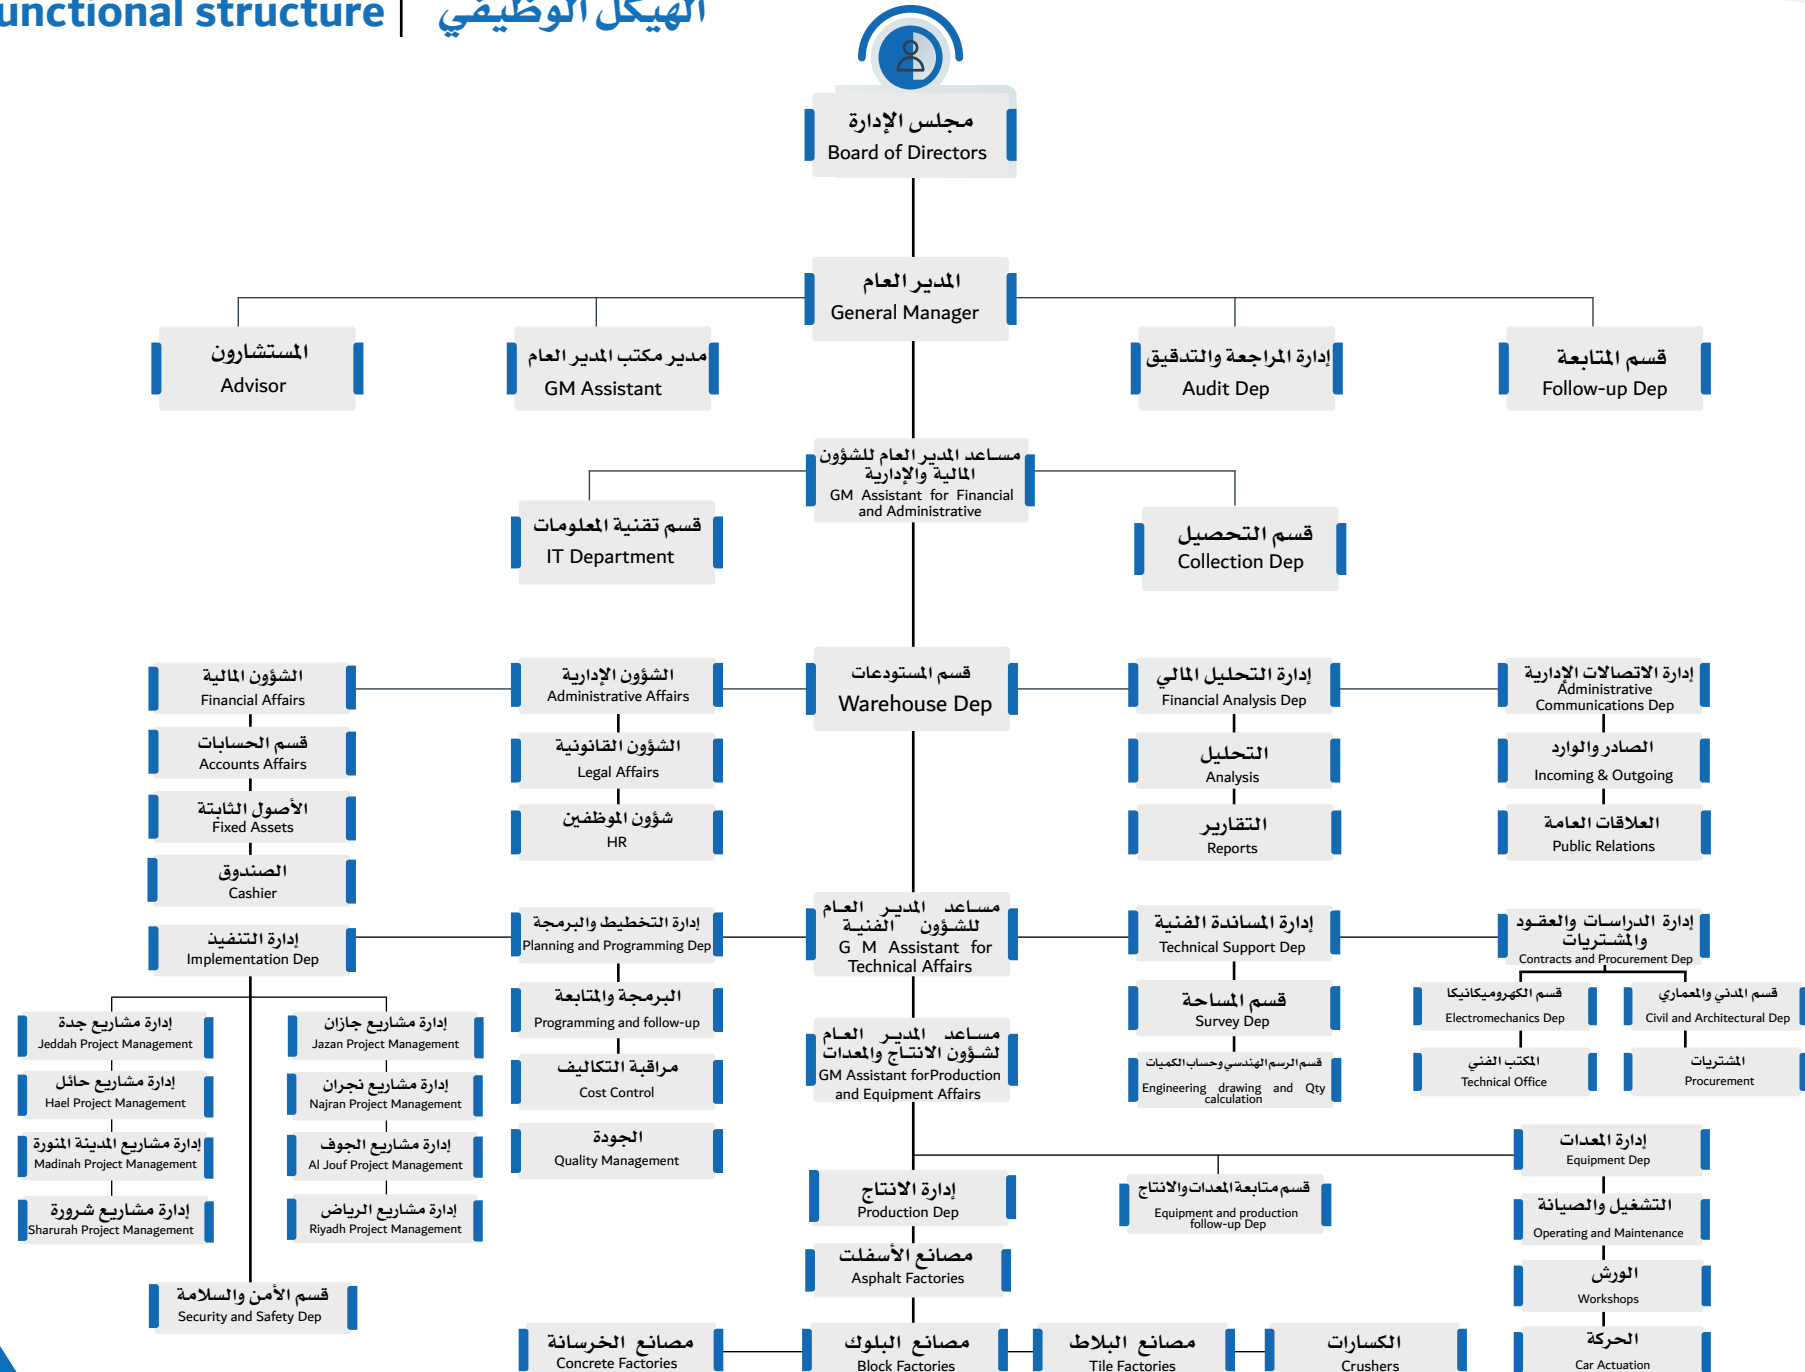 unctional structure | الهيكل الوظيفي
مجلس الإدارة
Board of Directors
المدير العام
General Manager
المستشارون
Advisor
مدير مكتب المدير العام
GM Assistant
إدارة المراجعة والتدقيق
Audit Dep
قسم المتابعة
Follow-up Dep
مساعد المدير العام للشؤون
المالية والإدارية
GM Assistant for Financial
and Administrative
قسم تقنية المعلومات
IT Department
قسم التحصيل
Collection Dep
الشؤون المالية
Financial Affairs
الشؤون الإدارية
Administrative Affairs
قسم المستودعات
Warehouse Dep
إدارة التحليل المالي
Financial Analysis Dep
إدارة الاتصالات الإدارية
Administrative
Communications Dep
قسم الحسابات
Accounts Affairs
الشؤون القانونية
Legal Affairs
التحليل
Analysis
الصادر والوارد
Incoming & Outgoing
الأصول الثابتة
Fixed Assets
شؤون الموظفين
HR
التقارير
Reports
العلاقات العامة
Public Relations
الصندوق
Cashier
إدارة التنفيذ
Implementation Dep
إدارة التخطيط والبرمجة
Planning and Programming Dep
مساعد المدير العام
للشؤون الفنية
G M Assistant for
Technical Affairs
إدارة المساندة الفنية
Technical Support Dep
إدارة الدراسات والعقود
والمشتريات
Contracts and Procurement Dep
إدارة مشاريع جدة
Jeddah Project Management
إدارة مشاريع جازان
Jazan Project Management
البرمجة والمتابعة
Programming and follow-up
مساعد المدير العام
لشؤون الانتاج والمعدات
GM Assistant forProduction
and Equipment Affairs
قسم المساحة
Survey Dep
قسم الكهروميكانيكا
Electromechanics Dep
قسم المدني والمعماري
Civil and Architectural Dep
إدارة مشاريع حائل
Hael Project Management
إدارة مشاريع نجران
Najran Project Management
مراقبة التكاليف
Cost Control
قسم الرسم الهندسي وحساب الكميات
Engineering drawing and Qty
calculation
المكتب الفني
Technical Office
المشتريات
Procurement
إدارة مشاريع المدينة المنورة
Madinah Project Management
إدارة مشاريع الجوف
Al Jouf Project Management
الجودة
Quality Management
إدارة المعدات
Equipment Dep
إدارة مشاريع شرورة
Sharurah Project Management
إدارة مشاريع الرياض
Riyadh Project Management
إدارة الانتاج
Production Dep
قسم متابعة المعدات والانتاج
Equipment and production
follow-up Dep
التشغيل والصيانة
Operating and Maintenance
قسم الأمن والسلامة
Security and Safety Dep
مصانع الأسفلت
Asphalt Factories
الورش
Workshops
مصانع الخرسانة
Concrete Factories
مصانع البلوك
Block Factories
مصانع البلاط
Tile Factories
الكسارات
Crushers
الحركة
Car Actuation